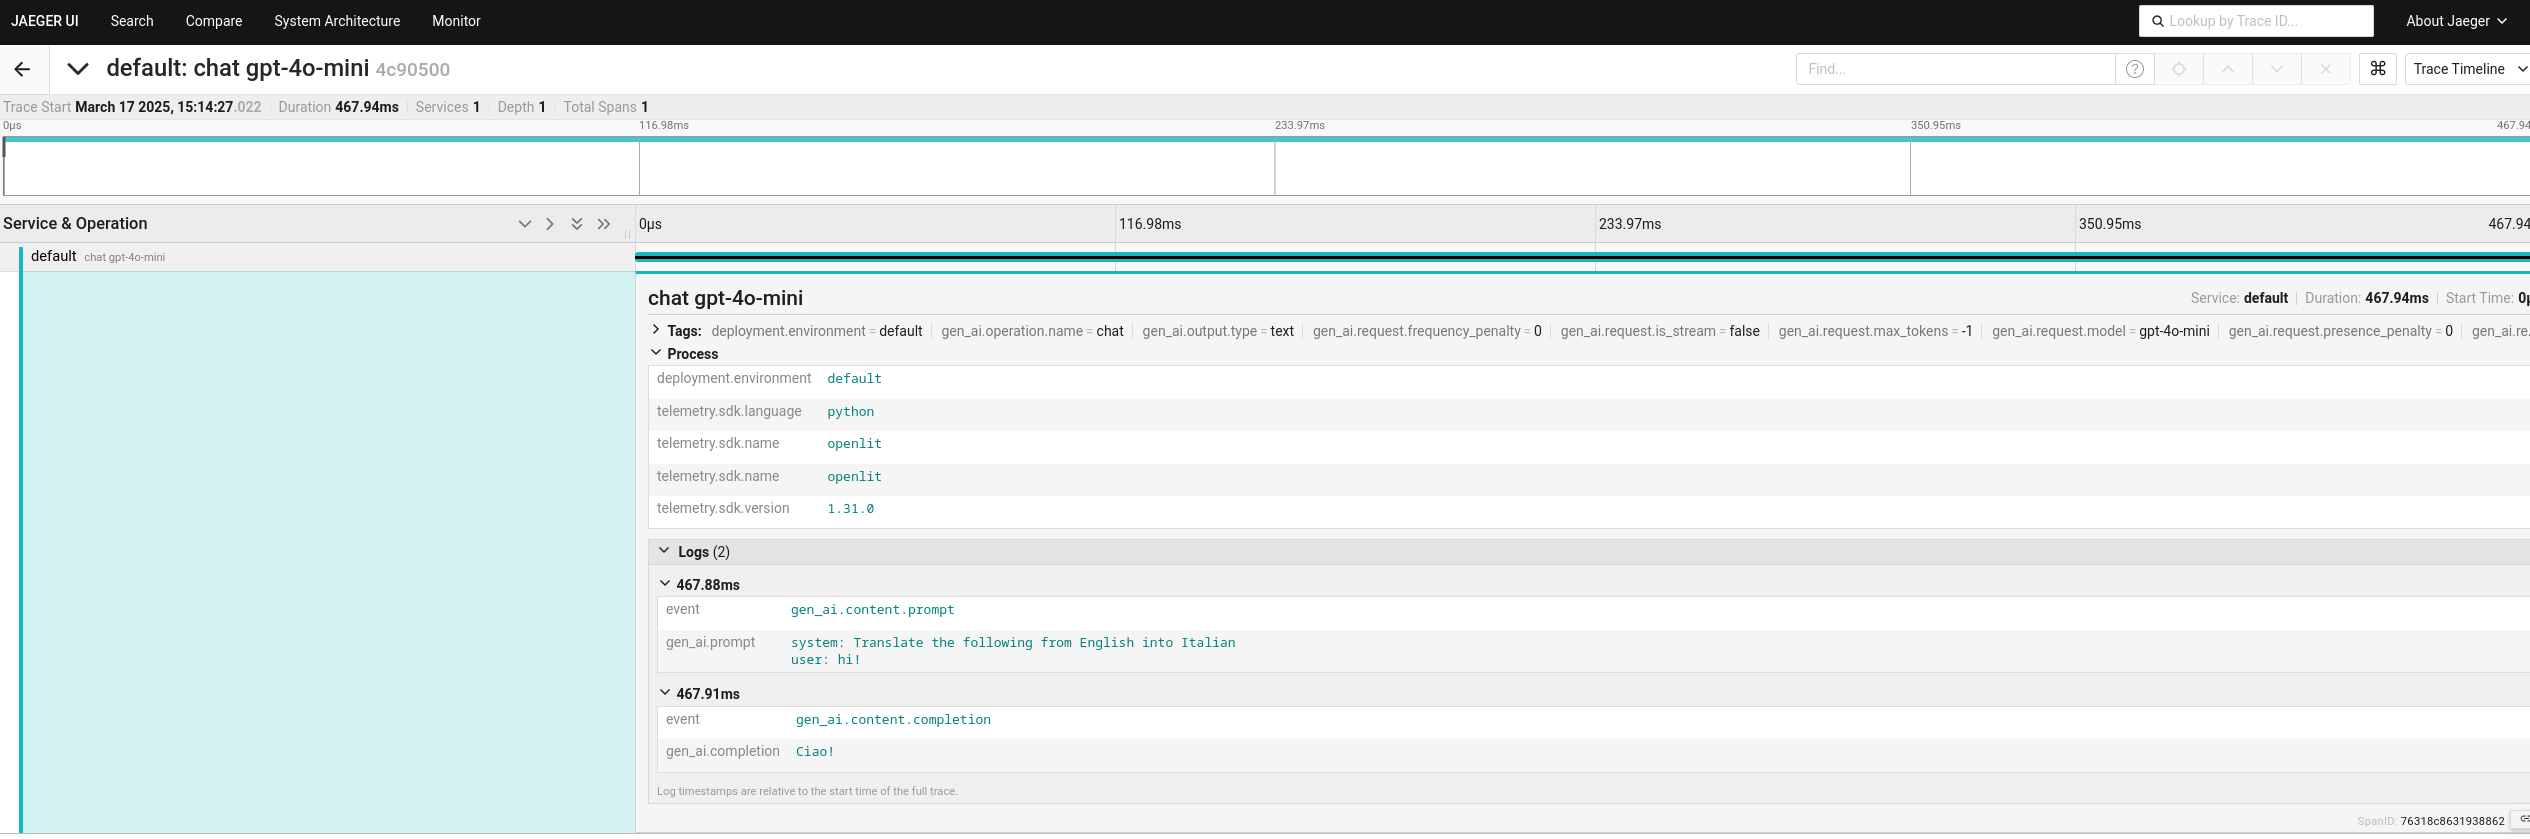 JAEGER UI Search Compare System Architecture Monitor Lookup by Trace ID... About Jaeger
default: chat gpt-4o-mini 4c90500 Find... ? ⌘ Trace Timeline
Trace Start March 17 2025, 15:14:27.022 Duration 467.94ms Services 1 Depth 1 Total Spans 1
0μs 116.98ms 233.97ms 350.95ms 467.94
Service & Operation 0μs 116.98ms 233.97ms 350.95ms 467.94
default chat gpt-4o-mini
chat gpt-4o-mini Service: default Duration: 467.94ms Start Time: 0μ
Tags: deployment.environment = default gen_ai.operation.name = chat gen_ai.output.type = text gen_ai.request.frequency_penalty = 0 gen_ai.request.is_stream = false gen_ai.request.max_tokens = -1 gen_ai.request.model = gpt-4o-mini gen_ai.request.presence_penalty = 0 gen_ai.re.
Process
deployment.environment default
telemetry.sdk.language python
telemetry.sdk.name openlit
telemetry.sdk.name openlit
telemetry.sdk.version 1.31.0
Logs (2)
467.88ms
event gen_ai.content.prompt
gen_ai.prompt system: Translate the following from English into Italian
user: hi!
467.91ms
event gen_ai.content.completion
gen_ai.completion Ciao!
Log timestamps are relative to the start time of the full trace.
SpanID: 76318c8631938862